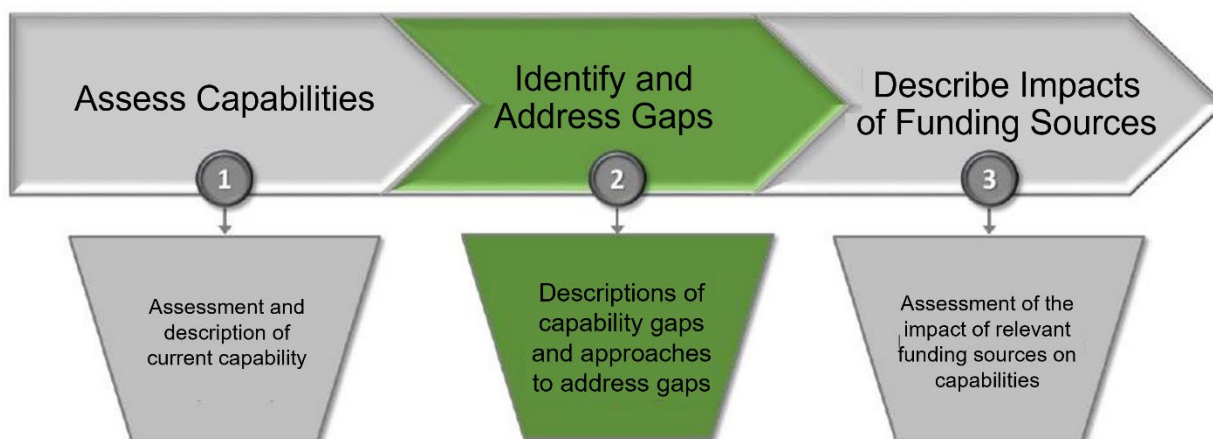 Assess Capabilities
Identify and
Address Gaps
Describe Impacts
of Funding Sources
1
2
3
Assessment and
description of
current capability
Descriptions of
capability gaps
and approaches
to address gaps
Assessment of the
impact of relevant
funding sources on
capabilities